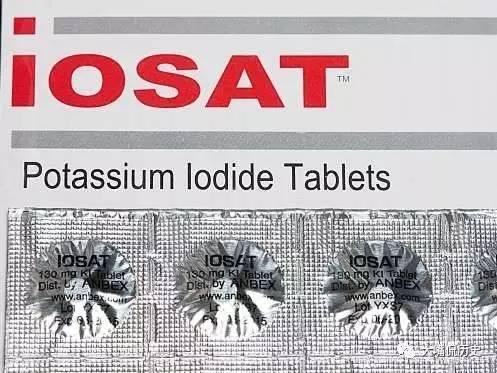 iOSAT™
Potassium Iodide Tablets
IOSAT
130 mg KI Tablet
Dist. by ANBEX
www.anbex.com
IOSAT
130 mg KI Tablet
Dist. by ANBEX
www.anbex.com
IOSAT
130 mg KI Tablet
Dist. by ANBEX
www.anbex.com